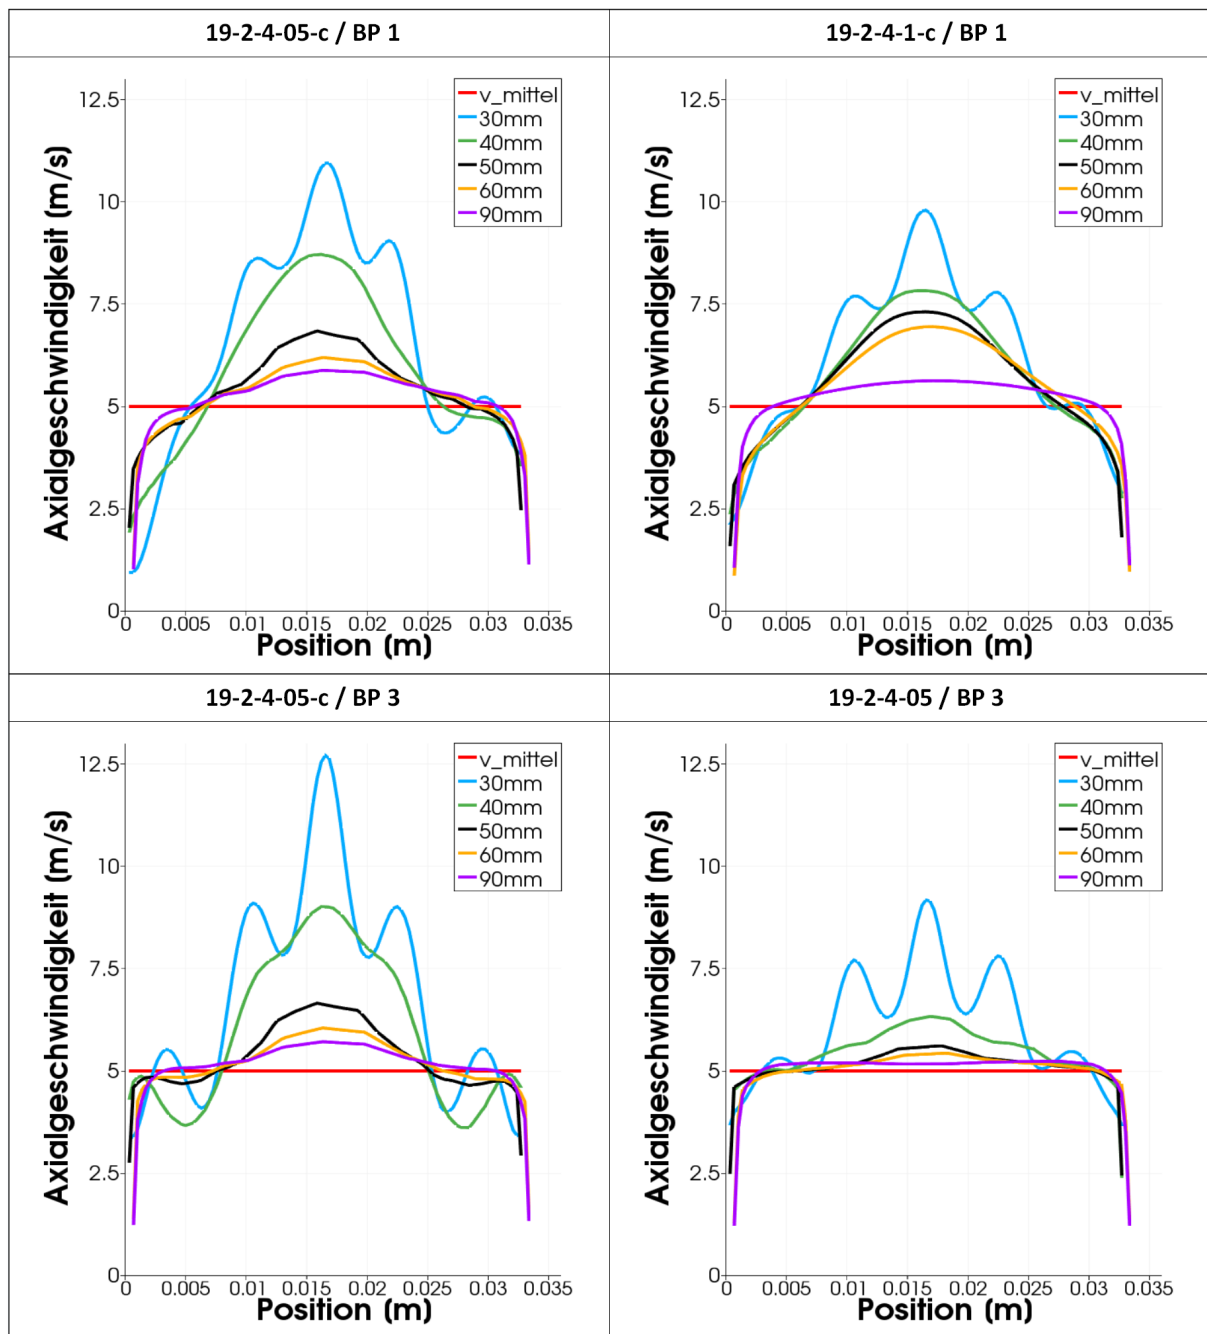 19-2-4-05-c / BP 1
12.5
10
7.5
5
2.5
0
0 0.005 0.01 0.015 0.02 0.025 0.03 0.035
Axialgeschwindigkeit (m/s)
Position (m)
v_mittel
30mm
40mm
50mm
60mm
90mm
19-2-4-1-c / BP 1
12.5
10
7.5
5
2.5
0
0 0.005 0.01 0.015 0.02 0.025 0.03 0.035
Axialgeschwindigkeit (m/s)
Position (m)
v_mittel
30mm
40mm
50mm
60mm
90mm
19-2-4-05-c / BP 3
12.5
10
7.5
5
2.5
0
0 0.005 0.01 0.015 0.02 0.025 0.03 0.035
Axialgeschwindigkeit (m/s)
Position (m)
v_mittel
30mm
40mm
50mm
60mm
90mm
19-2-4-05 / BP 3
12.5
10
7.5
5
2.5
0
0 0.005 0.01 0.015 0.02 0.025 0.03 0.035
Axialgeschwindigkeit (m/s)
Position (m)
v_mittel
30mm
40mm
50mm
60mm
90mm